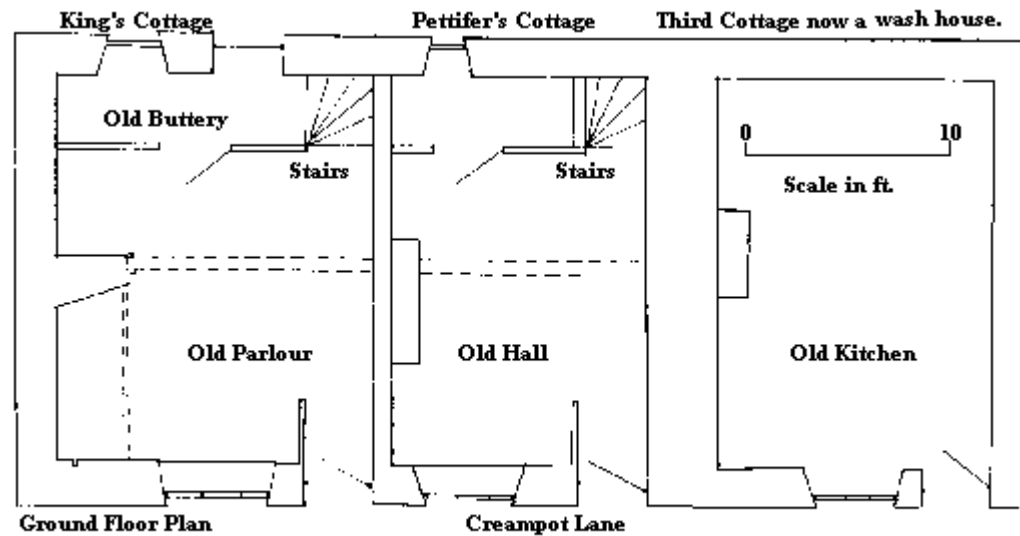 King's Cottage Pettifer's Cottage Third Cottage now a wash house.
Old Buttery 0 10
Stairs Stairs Scale in ft.
Old Parlour Old Hall Old Kitchen
Ground Floor Plan Creampot Lane